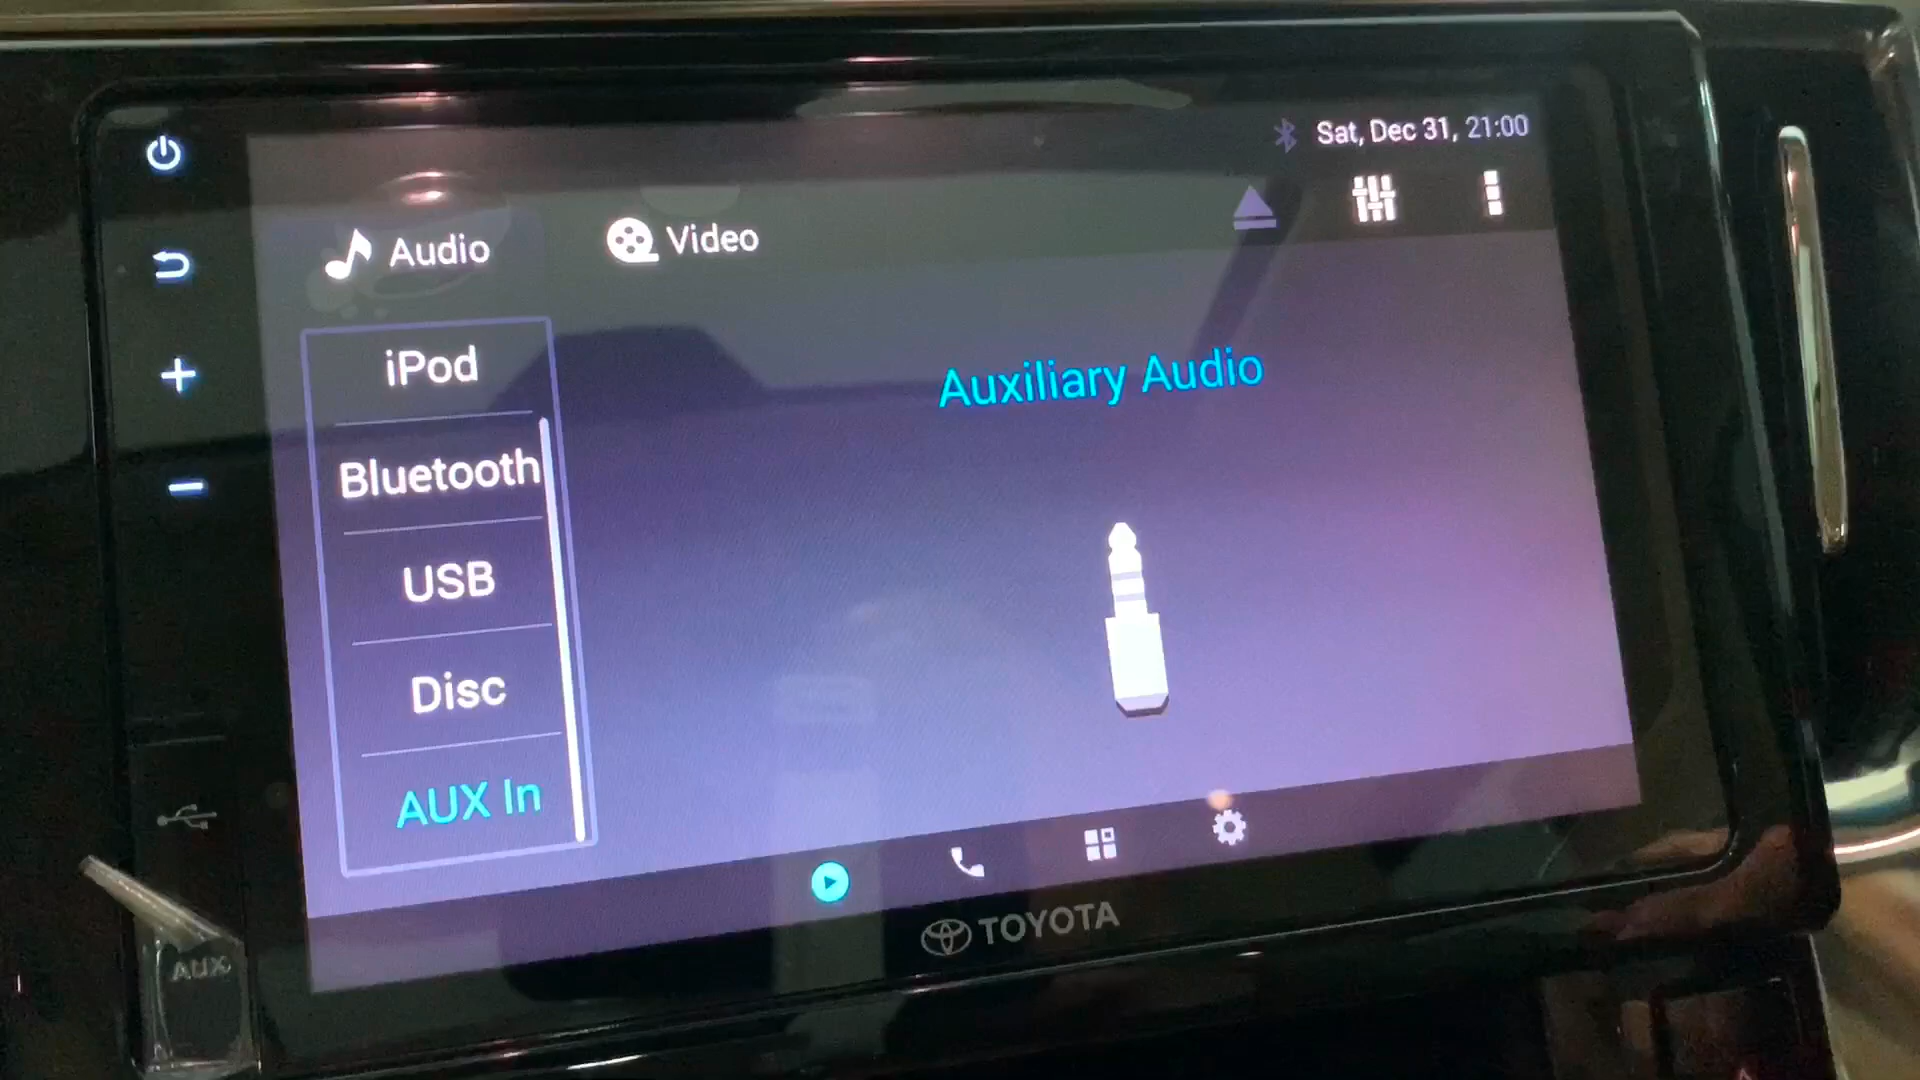 Sat, Dec 31, 21:00
Audio
Video
iPod
Bluetooth
USB
Disc
AUX In
Auxiliary Audio
TOYOTA
AUX